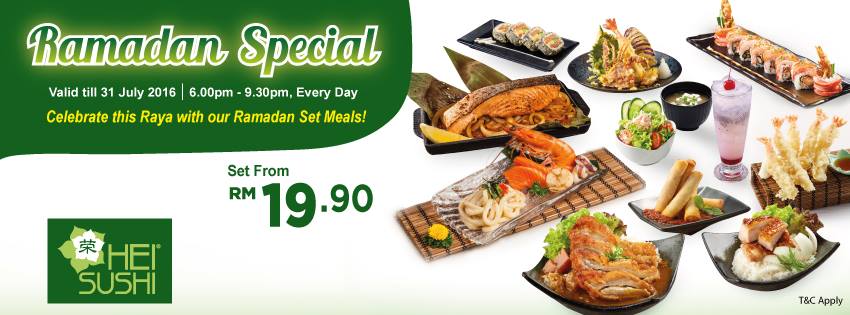 Ramadan Special
Valid till 31 July 2016 | 6.00pm - 9.30pm, Every Day
Celebrate this Raya with our Ramadan Set Meals!
Set From
RM 19.90
荣
HEI®
SUSHI
T&C Apply